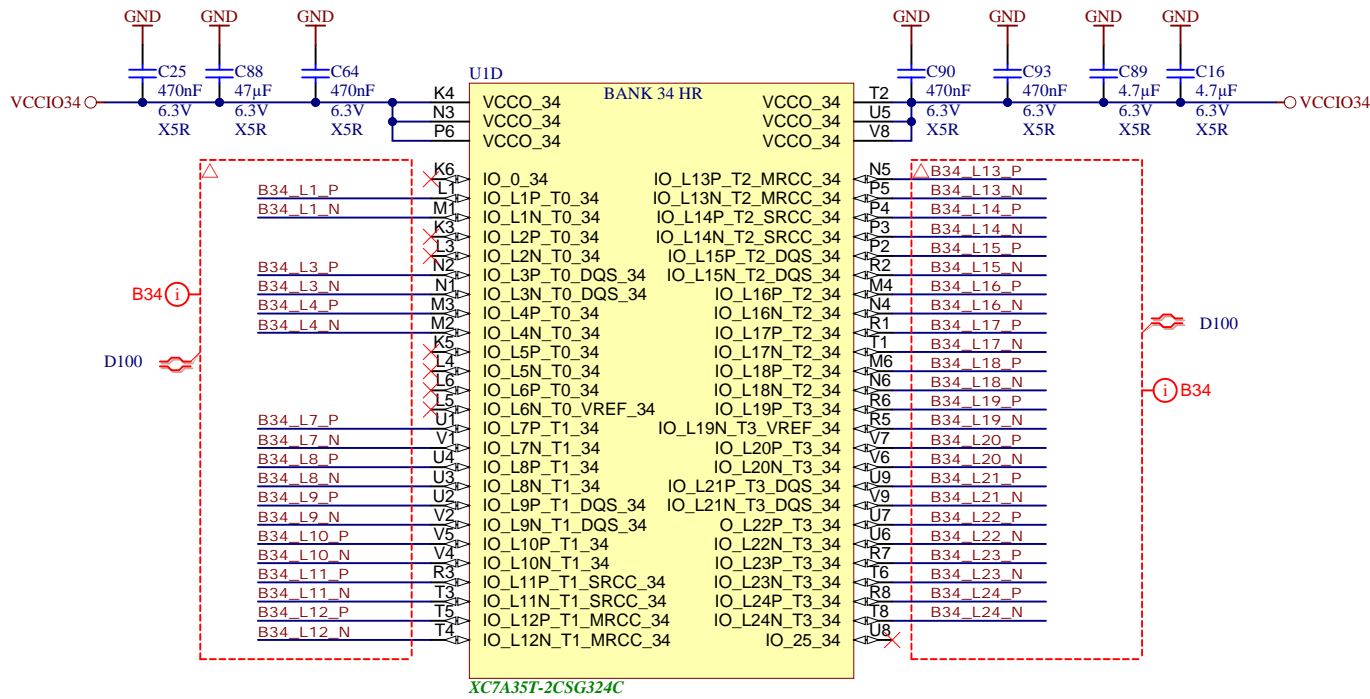 GND GND GND GND GND GND GND
C25 C88 C64 U1D C90 C93 C89 C16
470nF 47µF 470nF BANK 34 HR 470nF 470nF 4.7µF 4.7µF
VCCIO34 K4 VCCO_34 VCCO_34 T2 VCCIO34
6.3V 6.3V 6.3V N3 VCCO_34 VCCO_34 U5 6.3V 6.3V 6.3V 6.3V
X5R X5R X5R P6 VCCO_34 VCCO_34 V8 X5R X5R X5R X5R
K6 IO_0_34 IO_L13P_T2_MRCC_34 N5 B34_L13_P
B34_L1_P L1 IO_L1P_T0_34 IO_L13N_T2_MRCC_34 P5 B34_L13_N
B34_L1_N M1 IO_L1N_T0_34 IO_L14P_T2_SRCC_34 P4 B34_L14_P
K3 IO_L2P_T0_34 IO_L14N_T2_SRCC_34 P3 B34_L14_N
L3 IO_L2N_T0_34 IO_L15P_T2_DQS_34 P2 B34_L15_P
B34_L3_P N2 IO_L3P_T0_DQS_34 IO_L15N_T2_DQS_34 R2 B34_L15_N
B34_L3_N N1 IO_L3N_T0_DQS_34 IO_L16P_T2_34 M4 B34_L16_P
B34 i
B34_L4_P M3 IO_L4P_T0_34 IO_L16N_T2_34 N4 B34_L16_N
B34_L4_N M2 IO_L4N_T0_34 IO_L17P_T2_34 R1 B34_L17_P
D100
K5 IO_L5P_T0_34 IO_L17N_T2_34 T1 B34_L17_N
D100
L4 IO_L5N_T0_34 IO_L18P_T2_34 M6 B34_L18_P
L6 IO_L6P_T0_34 IO_L18N_T2_34 N6 B34_L18_N
i B34
L5 IO_L6N_T0_VREF_34 IO_L19P_T3_34 R6 B34_L19_P
B34_L7_P U1 IO_L7P_T1_34 IO_L19N_T3_VREF_34 R5 B34_L19_N
B34_L7_N V1 IO_L7N_T1_34 IO_L20P_T3_34 V7 B34_L20_P
B34_L8_P U4 IO_L8P_T1_34 IO_L20N_T3_34 V6 B34_L20_N
B34_L8_N U3 IO_L8N_T1_34 IO_L21P_T3_DQS_34 U9 B34_L21_P
B34_L9_P U2 IO_L9P_T1_DQS_34 IO_L21N_T3_DQS_34 V9 B34_L21_N
B34_L9_N V2 IO_L9N_T1_DQS_34 O_L22P_T3_34 U7 B34_L22_P
B34_L10_P V5 IO_L10P_T1_34 IO_L22N_T3_34 U6 B34_L22_N
B34_L10_N V4 IO_L10N_T1_34 IO_L23P_T3_34 R7 B34_L23_P
B34_L11_P R3 IO_L11P_T1_SRCC_34 IO_L23N_T3_34 T6 B34_L23_N
B34_L11_N T3 IO_L11N_T1_SRCC_34 IO_L24P_T3_34 R8 B34_L24_P
B34_L12_P T5 IO_L12P_T1_MRCC_34 IO_L24N_T3_34 T8 B34_L24_N
B34_L12_N T4 IO_L12N_T1_MRCC_34 IO_25_34 U8
XC7A35T-2CSG324C